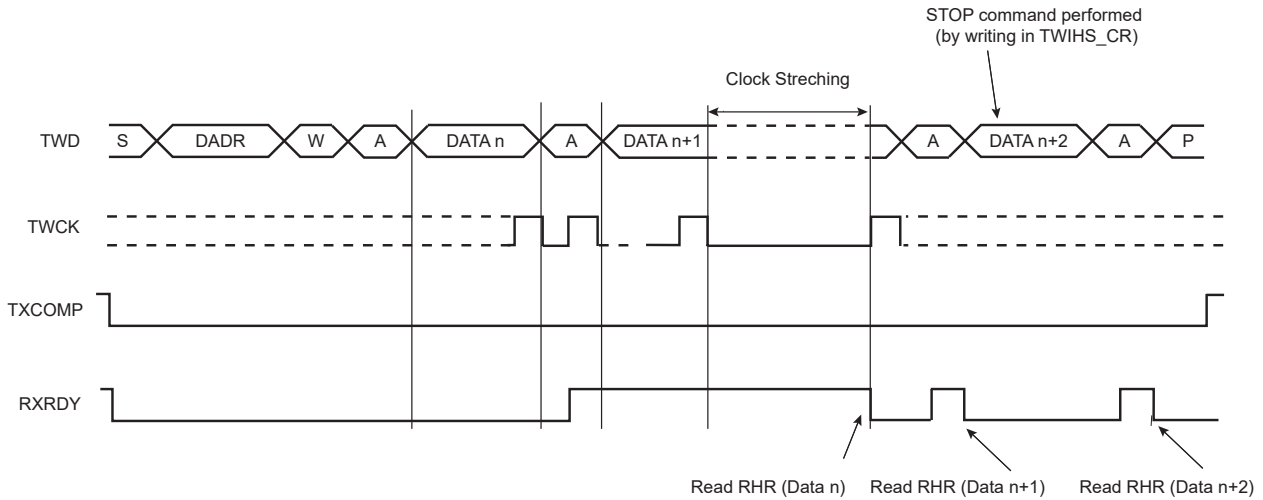 STOP command performed
(by writing in TWIHS_CR)
Clock Streching
TWD S DADR W A DATA n A DATA n+1 A DATA n+2 A P
TWCK
TXCOMP
RXRDY
Read RHR (Data n) Read RHR (Data n+1) Read RHR (Data n+2)